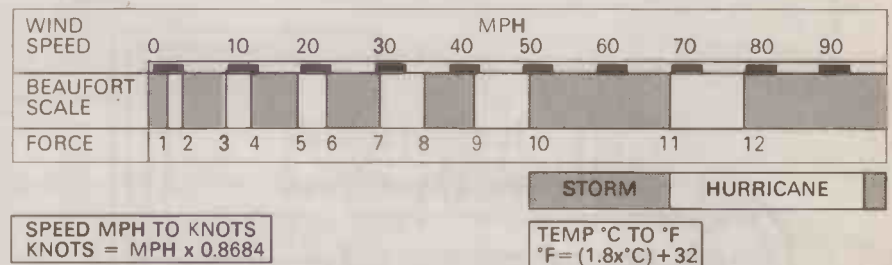 WIND SPEED
MPH
0 10 20 30 40 50 60 70 80 90
BEAUFORT SCALE
FORCE 1 2 3 4 5 6 7 8 9 10 11 12
STORM HURRICANE
SPEED MPH TO KNOTS
KNOTS = MPH x 0.8684
TEMP °C TO °F
°F = (1.8x°C) + 32